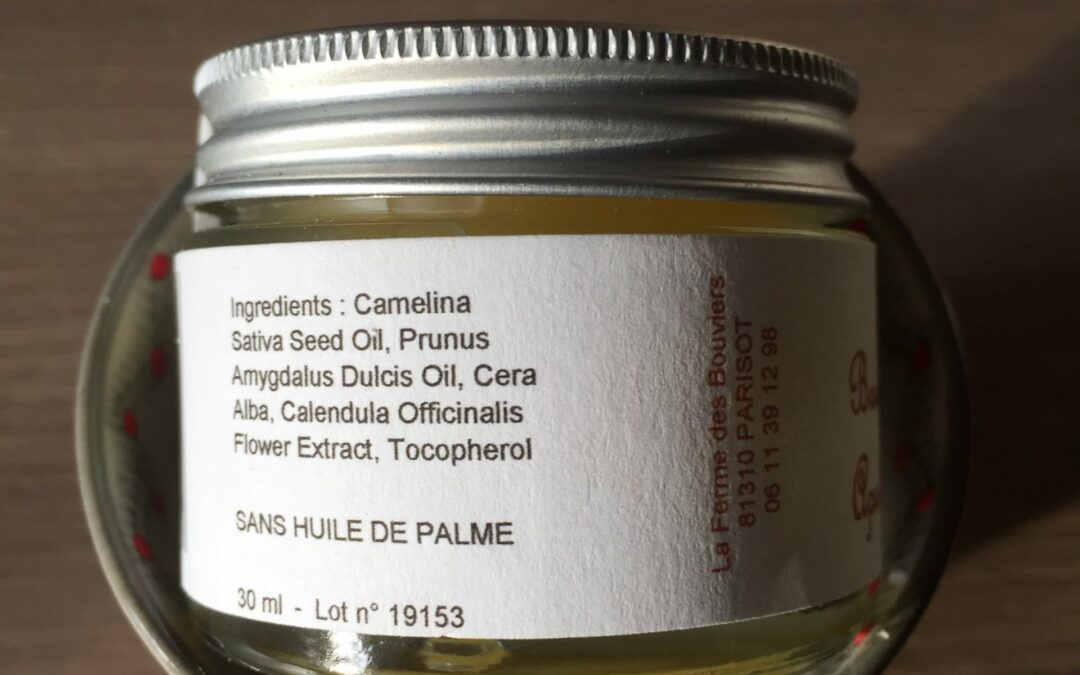 Ingredients : Camelina
Sativa Seed Oil, Prunus
Amygdalus Dulcis Oil, Cera
Alba, Calendula Officinalis
Flower Extract, Tocopherol
SANS HUILE DE PALME
30 ml - Lot n° 19153
La Ferme des Bouviers
81310 PARISOT
06 11 39 12 98